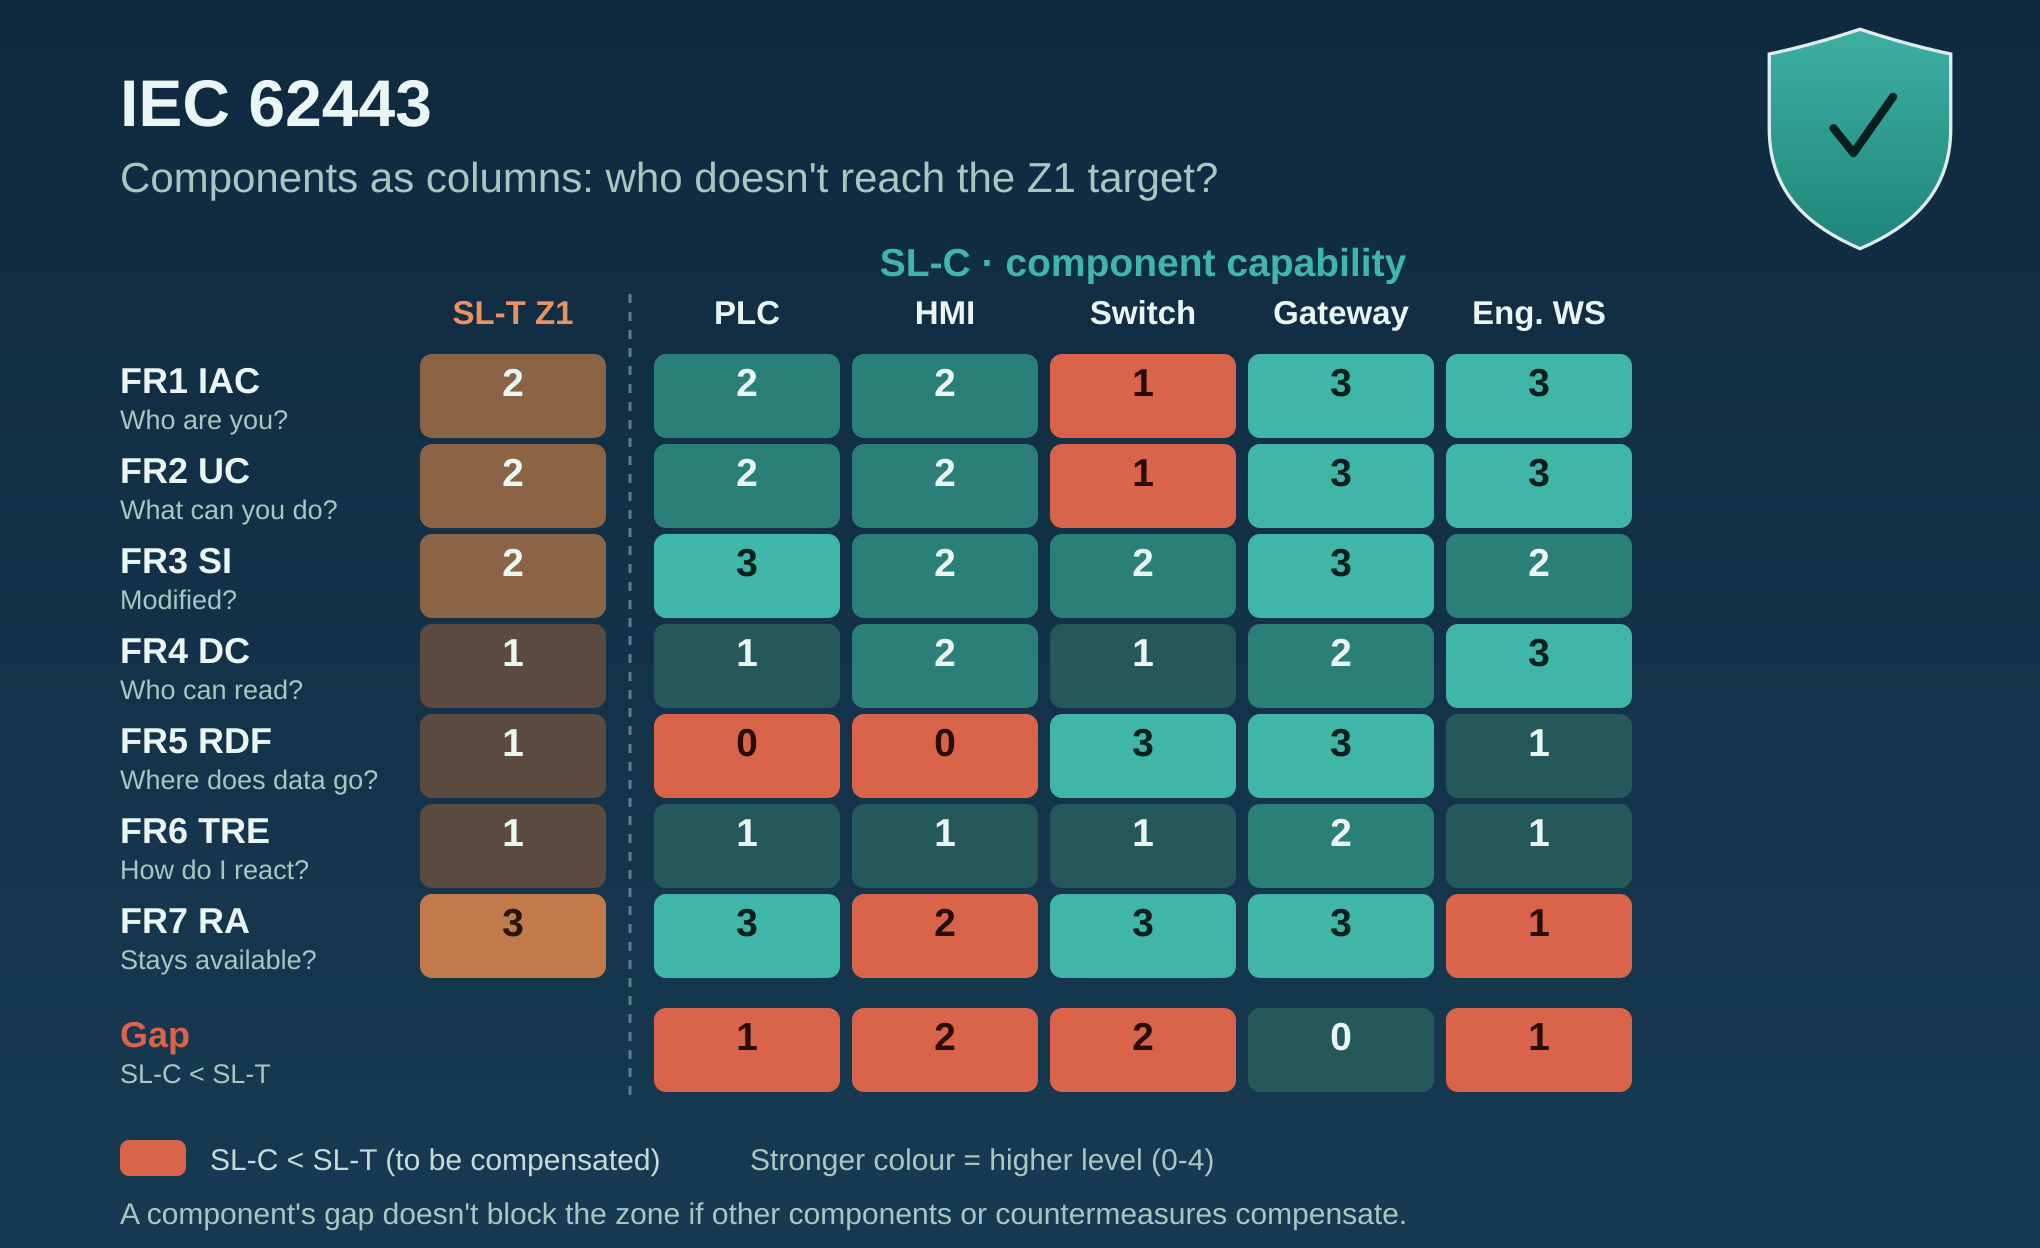 IEC 62443
Components as columns: who doesn't reach the Z1 target?
SL-C · component capability
SL-T Z1 PLC HMI Switch Gateway Eng. WS
FR1 IAC 2 2 2 1 3 3
Who are you?
FR2 UC 2 2 2 1 3 3
What can you do?
FR3 SI 2 3 2 2 3 2
Modified?
FR4 DC 1 1 2 1 2 3
Who can read?
FR5 RDF 1 0 0 3 3 1
Where does data go?
FR6 TRE 1 1 1 1 2 1
How do I react?
FR7 RA 3 3 2 3 3 1
Stays available?
Gap 1 2 2 0 1
SL-C < SL-T
SL-C < SL-T (to be compensated) Stronger colour = higher level (0-4)
A component's gap doesn't block the zone if other components or countermeasures compensate.